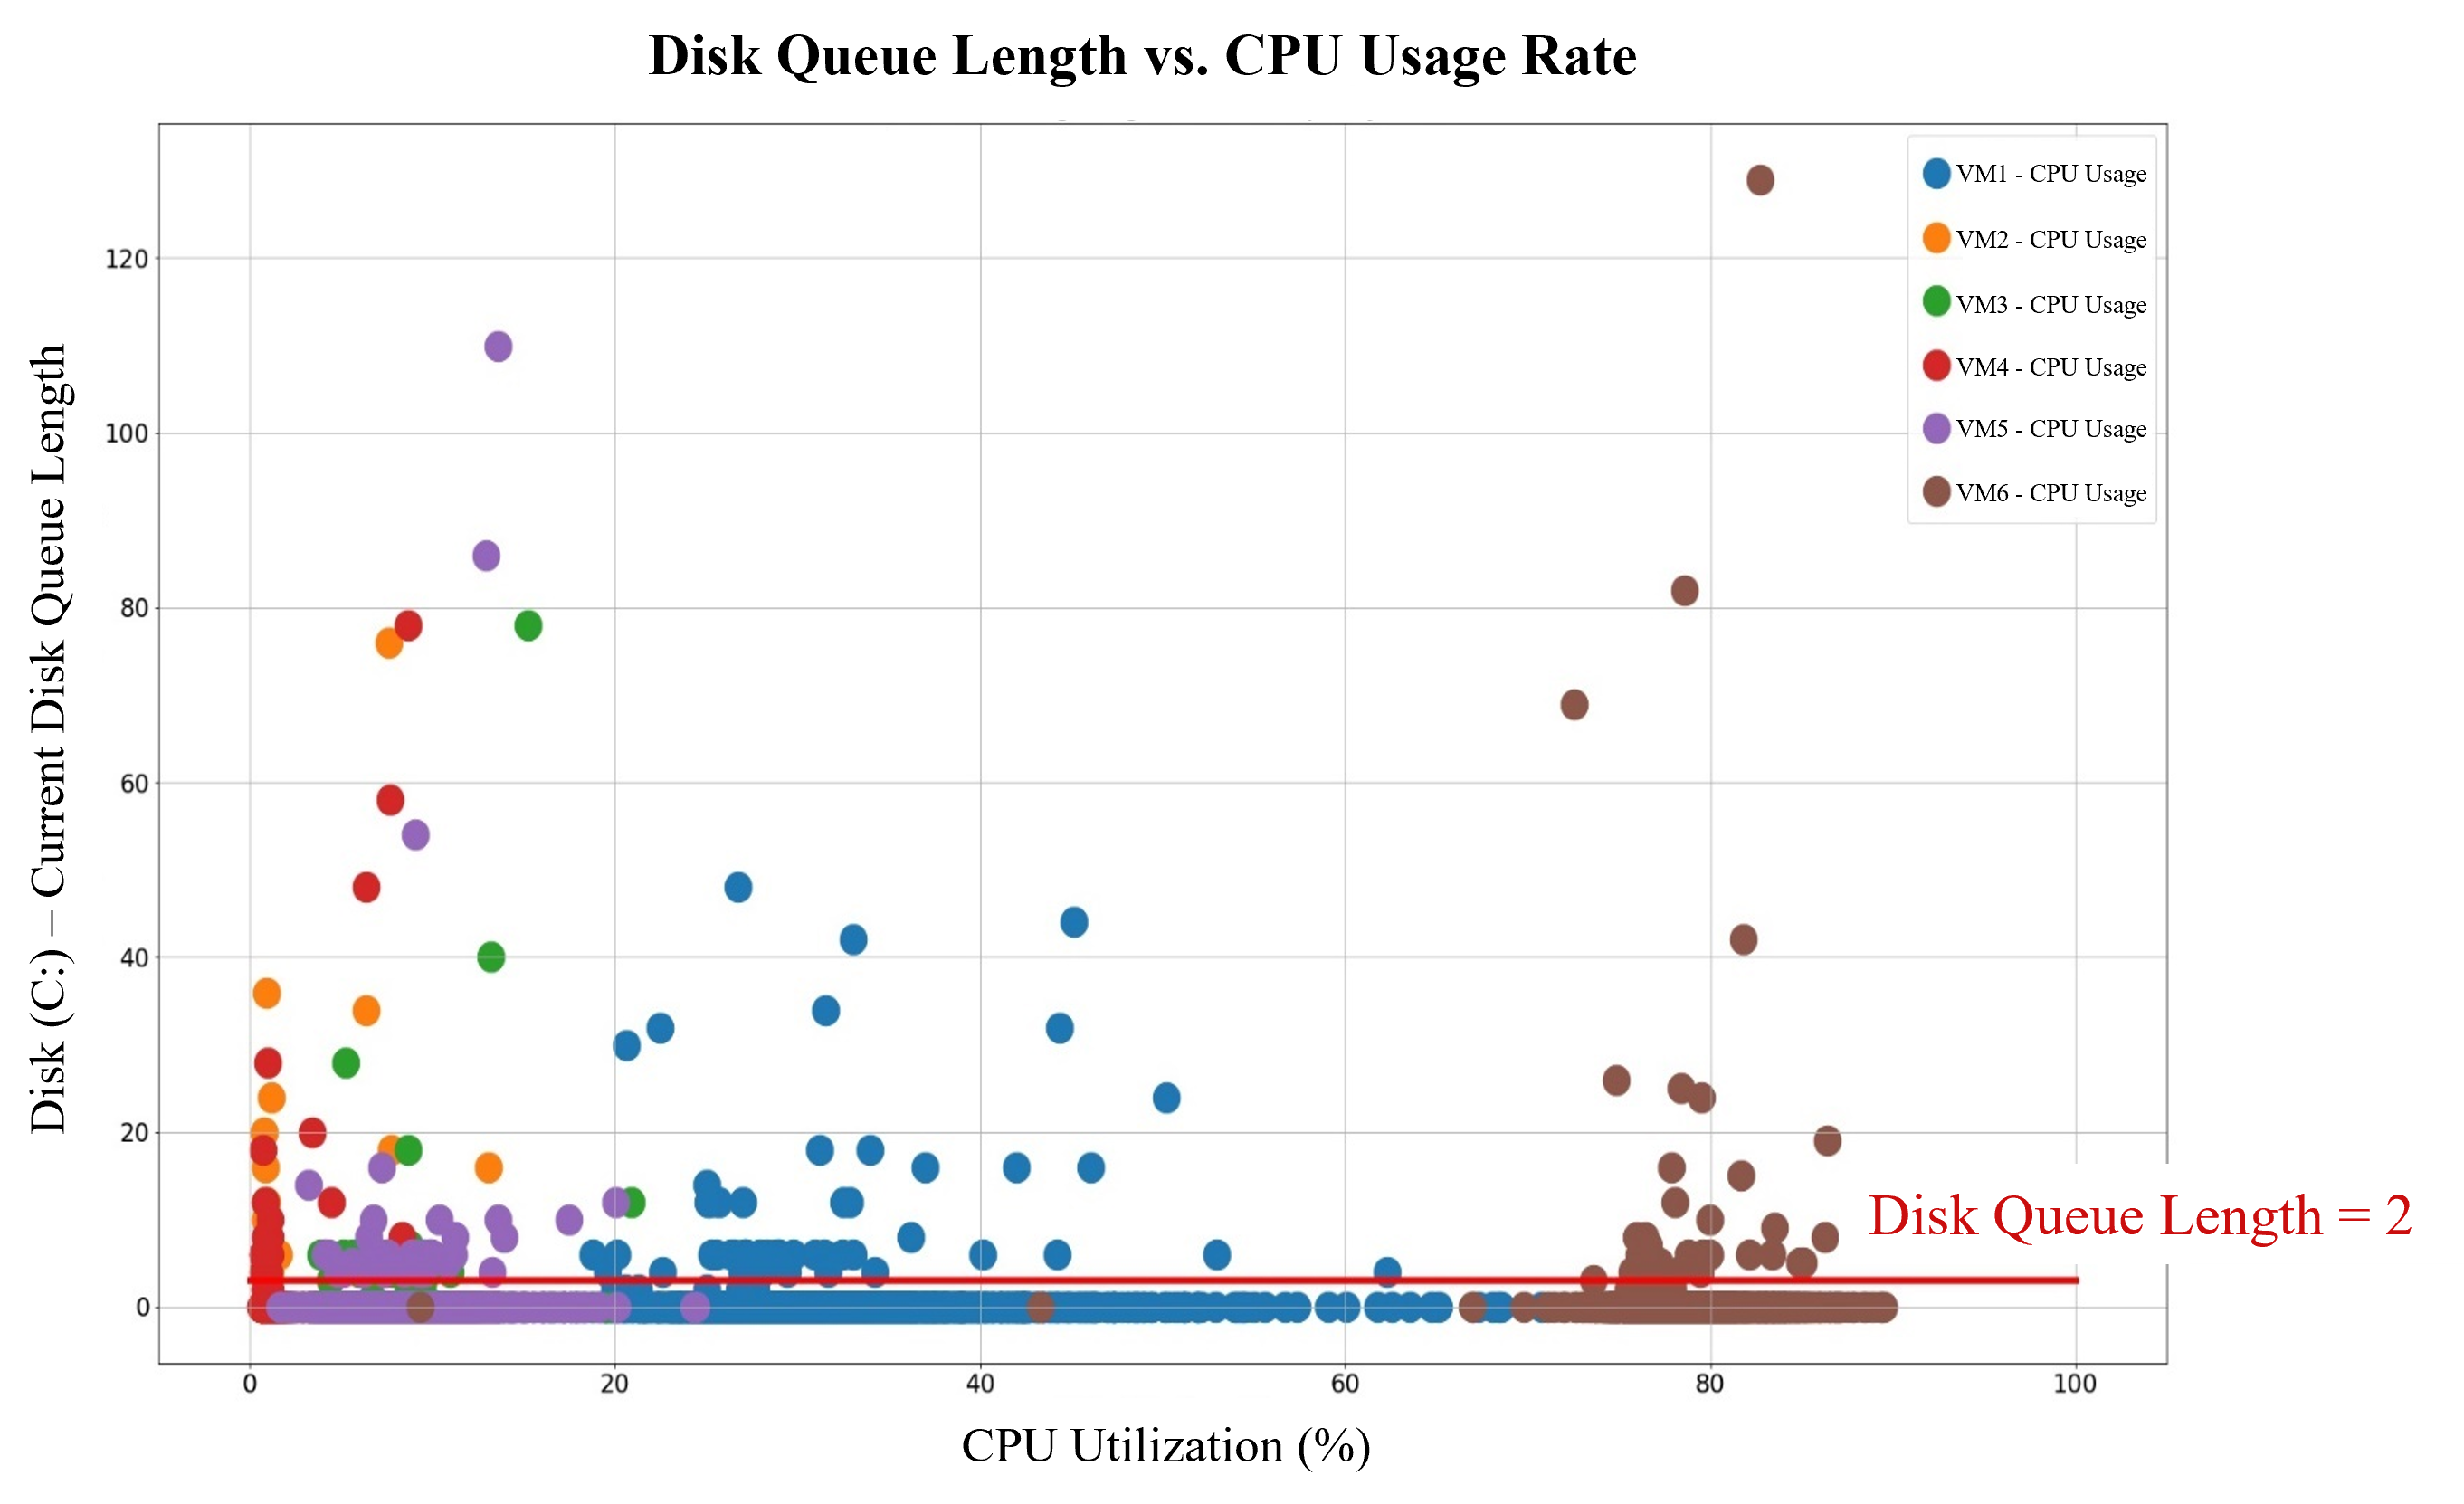 Disk Queue Length vs. CPU Usage Rate
VM1 - CPU Usage
VM2 - CPU Usage
VM3 - CPU Usage
VM4 - CPU Usage
VM5 - CPU Usage
VM6 - CPU Usage
Disk (C:) – Current Disk Queue Length
120
100
80
60
40
20
0
Disk Queue Length = 2
0 20 40 60 80 100
CPU Utilization (%)